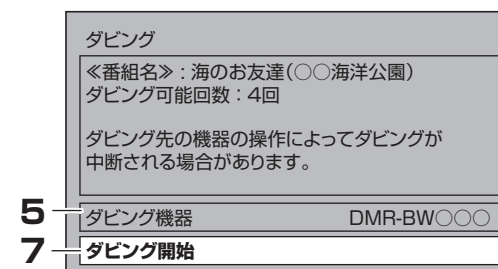 ダビング
≪番組名≫：海のお友達(○○海洋公園)
ダビング可能回数：4回
ダビング先の機器の操作によってダビングが
中断される場合があります。
5 ダビング機器 DMR-BW○○○
7 ダビング開始